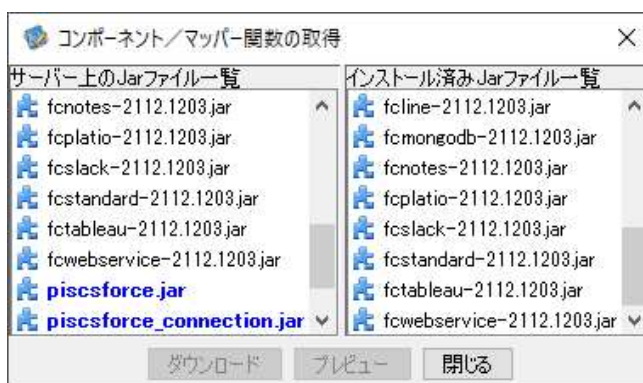 コンポーネント／マッパー関数の取得
サーバー上のJarファイル一覧
fcnotes-2112.1203.jar
fcplatio-2112.1203.jar
fcslack-2112.1203.jar
fcstandard-2112.1203.jar
fctableau-2112.1203.jar
fcwebservice-2112.1203.jar
piscsforce.jar
piscsforce_connection.jar
インストール済みJarファイル一覧
fcline-2112.1203.jar
fcmongodb-2112.1203.jar
fcnotes-2112.1203.jar
fcplatio-2112.1203.jar
fcslack-2112.1203.jar
fcstandard-2112.1203.jar
fctableau-2112.1203.jar
fcwebservice-2112.1203.jar
ダウンロード
プレビュー
閉じる